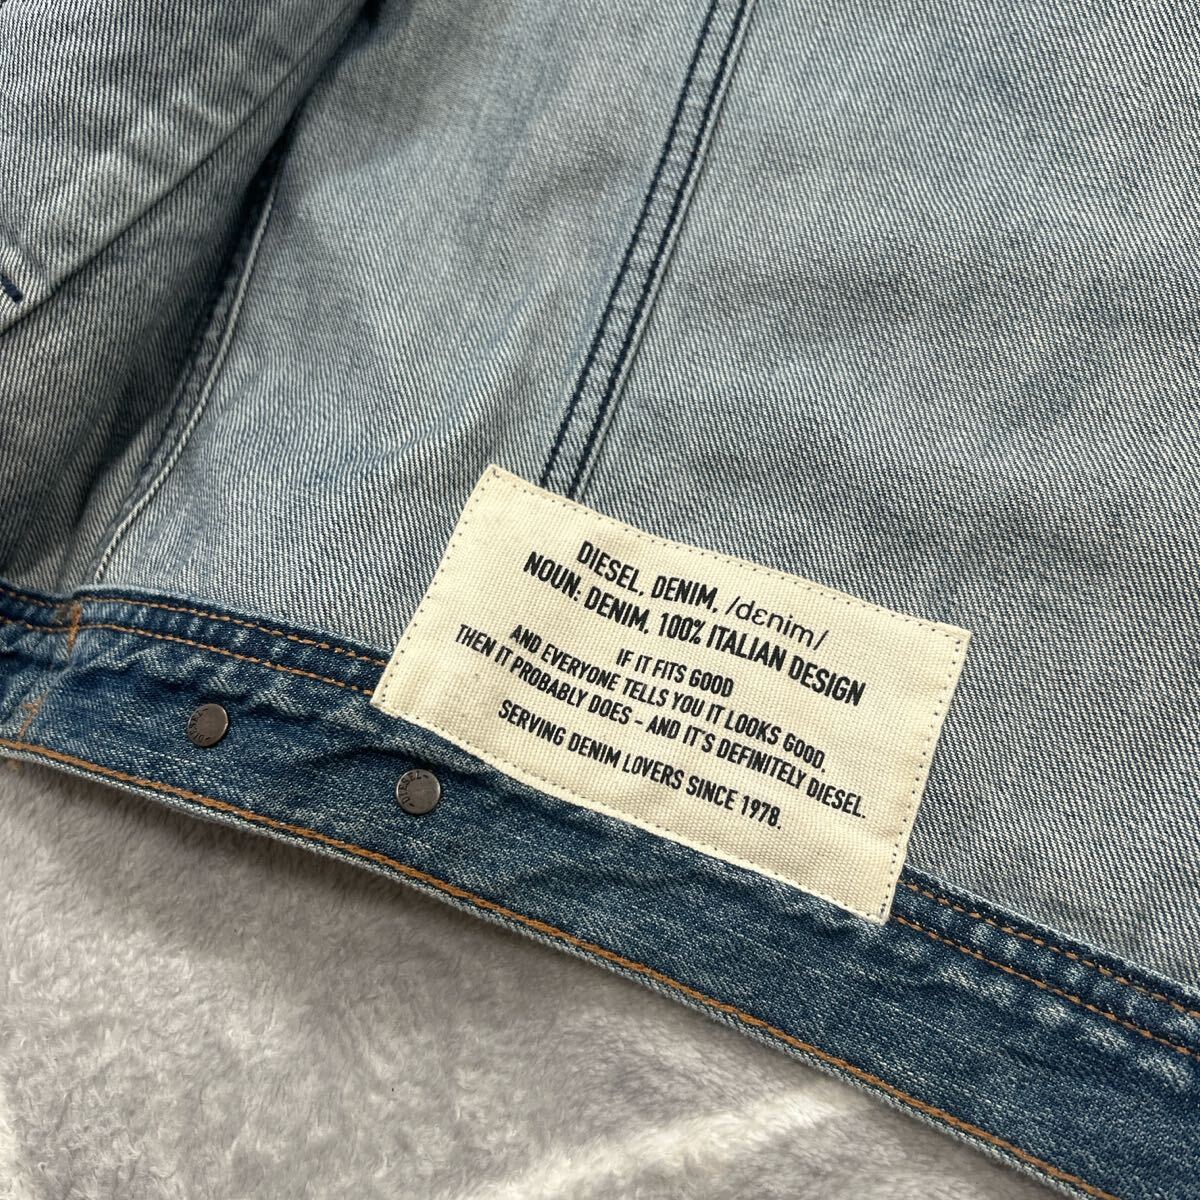 DIESEL, DENIM, /dɛnim/
NOUN: DENIM, 100% ITALIAN DESIGN
IF IT FITS GOOD
AND EVERYONE TELLS YOU IT LOOKS GOOD.
THEN IT PROBABLY DOES - AND IT'S DEFINITELY DIESEL.
SERVING DENIM LOVERS SINCE 1978.